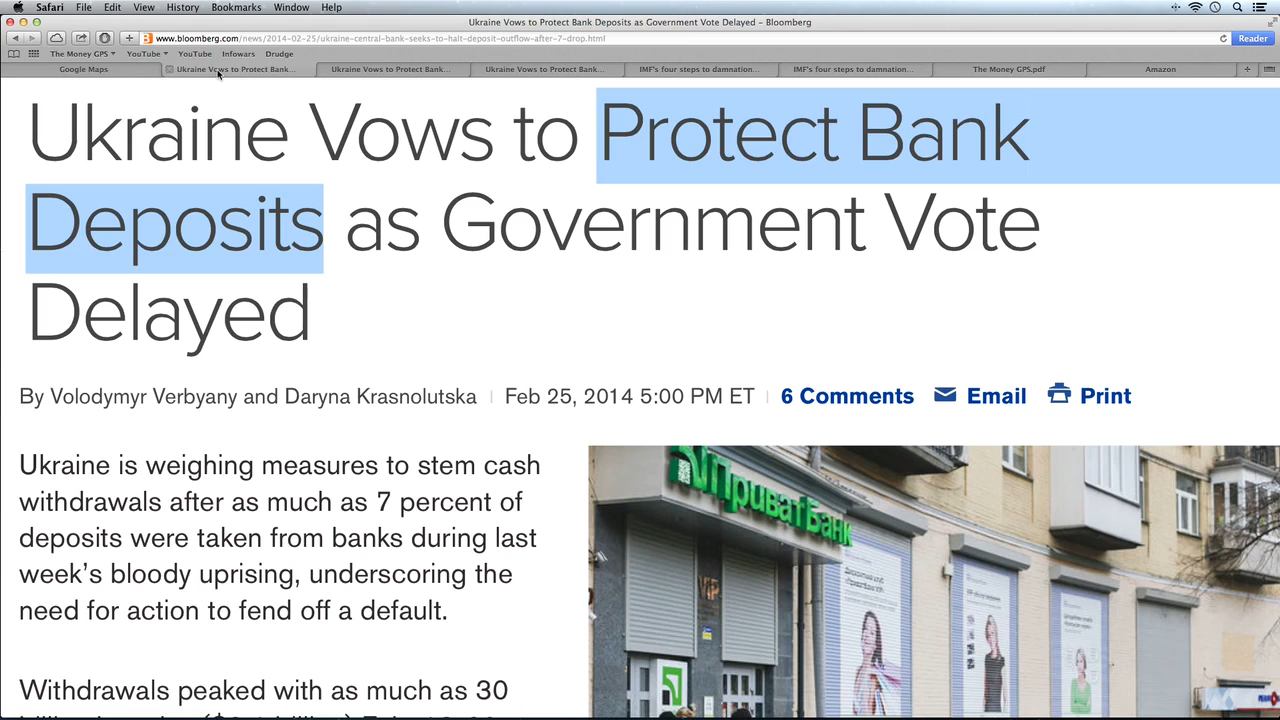 Safari File Edit View History Bookmarks Window Help
Ukraine Vows to Protect Bank Deposits as Government Vote Delayed – Bloomberg
www.bloomberg.com/news/2014-02-25/ukraine-central-bank-seeks-to-halt-deposit-outflow-after-7-drop.html Reader
The Money GPS YouTube YouTube Infowars Drudge
Google Maps Ukraine Vows to Protect Bank... Ukraine Vows to Protect Bank... Ukraine Vows to Protect Bank... IMF's four steps to damnation... IMF's four steps to damnation... The Money GPS.pdf Amazon
Ukraine Vows to Protect Bank
Deposits as Government Vote
Delayed
By Volodymyr Verbyany and Daryna Krasnolutska Feb 25, 2014 5:00 PM ET 6 Comments Email Print
Ukraine is weighing measures to stem cash
withdrawals after as much as 7 percent of
deposits were taken from banks during last
week's bloody uprising, underscoring the
need for action to fend off a default.
Withdrawals peaked with as much as 30
ПриватБанк
VIP